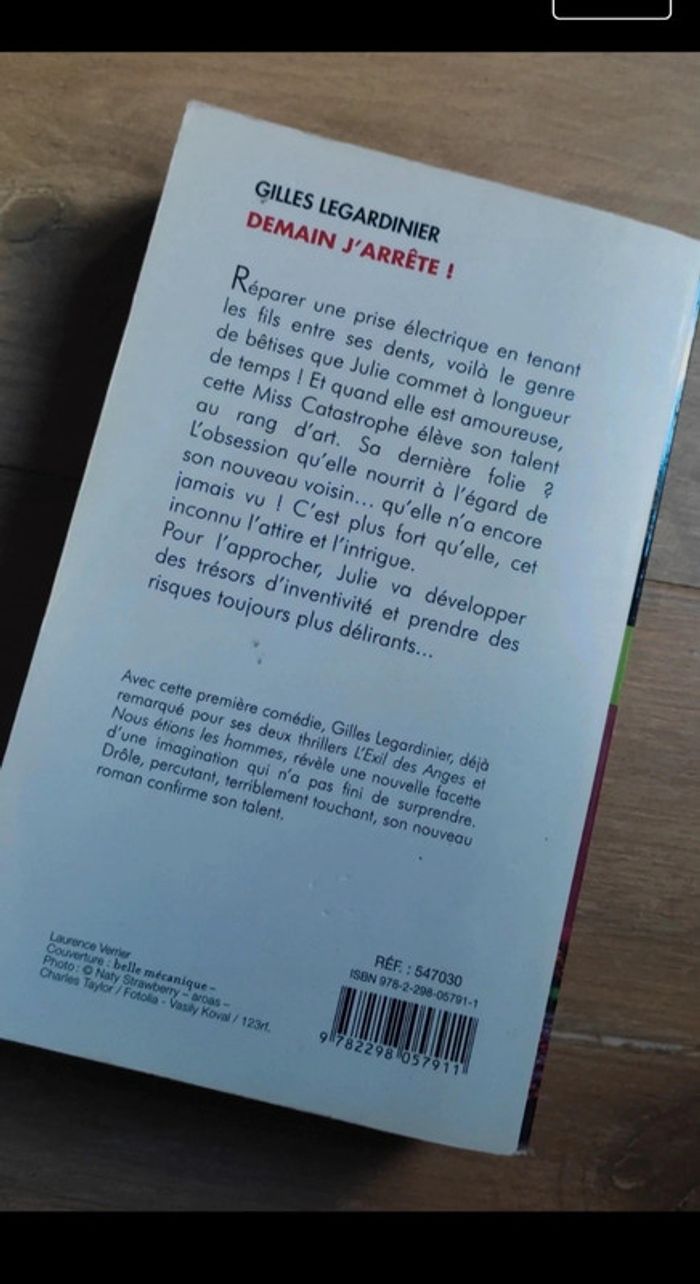 GILLES LEGARDINIER
DEMAIN J'ARRÊTE !
Réparer une prise électrique en tenant
les fils entre ses dents, voilà le genre
de bêtises que Julie commet à longueur
de temps ! Et quand elle est amoureuse,
cette Miss Catastrophe élève son talent
au rang d'art. Sa dernière folie ?
L'obsession qu'elle nourrit à l'égard de
son nouveau voisin... qu'elle n'a encore
jamais vu ! C'est plus fort qu'elle, cet
inconnu l'attire et l'intrigue.
Pour l'approcher, Julie va développer
des trésors d'inventivité et prendre des
risques toujours plus délirants...
Avec cette première comédie, Gilles Legardinier, déjà
remarqué pour ses deux thrillers L'Exil des Anges et
Nous étions les hommes, révèle une nouvelle facette
d'une imagination qui n'a pas fini de surprendre.
Drôle, percutant, terriblement touchant, son nouveau
roman confirme son talent.
Laurence Verrier
Couverture : belle mécanique –
Photo : © Naty Strawberry – aroas –
Charles Taylor / Fotolia - Vasily Koval / 123rf.
RÉF. : 547030
ISBN 978-2-298-05791-1
9 782298 057911